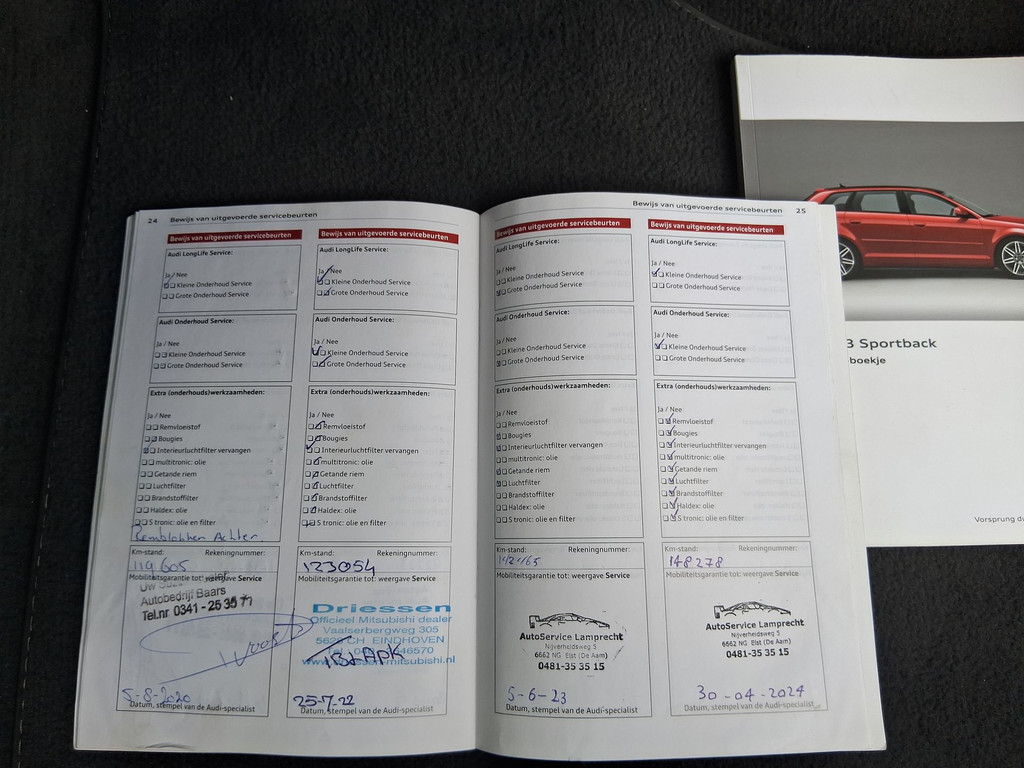 24 Bewijs van uitgevoerde servicebeurten
Bewijs van uitgevoerde servicebeurten
Audi LongLife Service:
Ja / Nee
Kleine Onderhoud Service
Grote Onderhoud Service
Audi Onderhoud Service:
Ja / Nee
Kleine Onderhoud Service
Grote Onderhoud Service
Extra (onderhouds)werkzaamheden:
Ja / Nee
Remvloeistof
Bougies
Interieurluchtfilter vervangen
multitronic: olie
Getande riem
Luchtfilter
Brandstoffilter
Haldex: olie
S tronic: olie en filter
Remblokken Achter
Km-stand: Rekeningnummer:
119 605
Mobiliteitsgarantie tot: weergave Service
Autobedrijf Baars
Tel.nr 0341 - 25 35 77
5-8-2020
Datum, stempel van de Audi-specialist
Bewijs van uitgevoerde servicebeurten
Audi LongLife Service:
Ja / Nee
Kleine Onderhoud Service
Grote Onderhoud Service
Audi Onderhoud Service:
Ja / Nee
Kleine Onderhoud Service
Grote Onderhoud Service
Extra (onderhouds)werkzaamheden:
Ja / Nee
Remvloeistof
Bougies
Interieurluchtfilter vervangen
multitronic: olie
Getande riem
Luchtfilter
Brandstoffilter
Haldex: olie
S tronic: olie en filter
Km-stand: Rekeningnummer:
123054
Mobiliteitsgarantie tot: weergave Service
Driessen
Officieel Mitsubishi dealer
Vaalserbergweg 305
EINDHOVEN
APK
25-7-22
Datum, stempel van de Audi-specialist
Bewijs van uitgevoerde servicebeurten 25
Bewijs van uitgevoerde servicebeurten
Audi LongLife Service:
Ja / Nee
Kleine Onderhoud Service
Grote Onderhoud Service
Audi Onderhoud Service:
Ja / Nee
Kleine Onderhoud Service
Grote Onderhoud Service
Extra (onderhouds)werkzaamheden:
Ja / Nee
Remvloeistof
Bougies
Interieurluchtfilter vervangen
multitronic: olie
Getande riem
Luchtfilter
Brandstoffilter
Haldex: olie
S tronic: olie en filter
Km-stand: Rekeningnummer:
Mobiliteitsgarantie tot: weergave Service
AutoService Lamprecht
Nijverheidsweg 5
6662 NG Elst (De Aam)
0481-35 35 15
5-6-23
Datum, stempel van de Audi-specialist
Bewijs van uitgevoerde servicebeurten
Audi LongLife Service:
Ja / Nee
Kleine Onderhoud Service
Grote Onderhoud Service
Audi Onderhoud Service:
Ja / Nee
Kleine Onderhoud Service
Grote Onderhoud Service
Extra (onderhouds)werkzaamheden:
Ja / Nee
Remvloeistof
Bougies
Interieurluchtfilter vervangen
multitronic: olie
Getande riem
Luchtfilter
Brandstoffilter
Haldex: olie
S tronic: olie en filter
Km-stand: Rekeningnummer:
148278
Mobiliteitsgarantie tot: weergave Service
AutoService Lamprecht
Nijverheidsweg 5
6662 NG Elst (De Aam)
0481-35 35 15
30-04-2024
Datum, stempel van de Audi-specialist
3 Sportback
boekje
Vorsprung